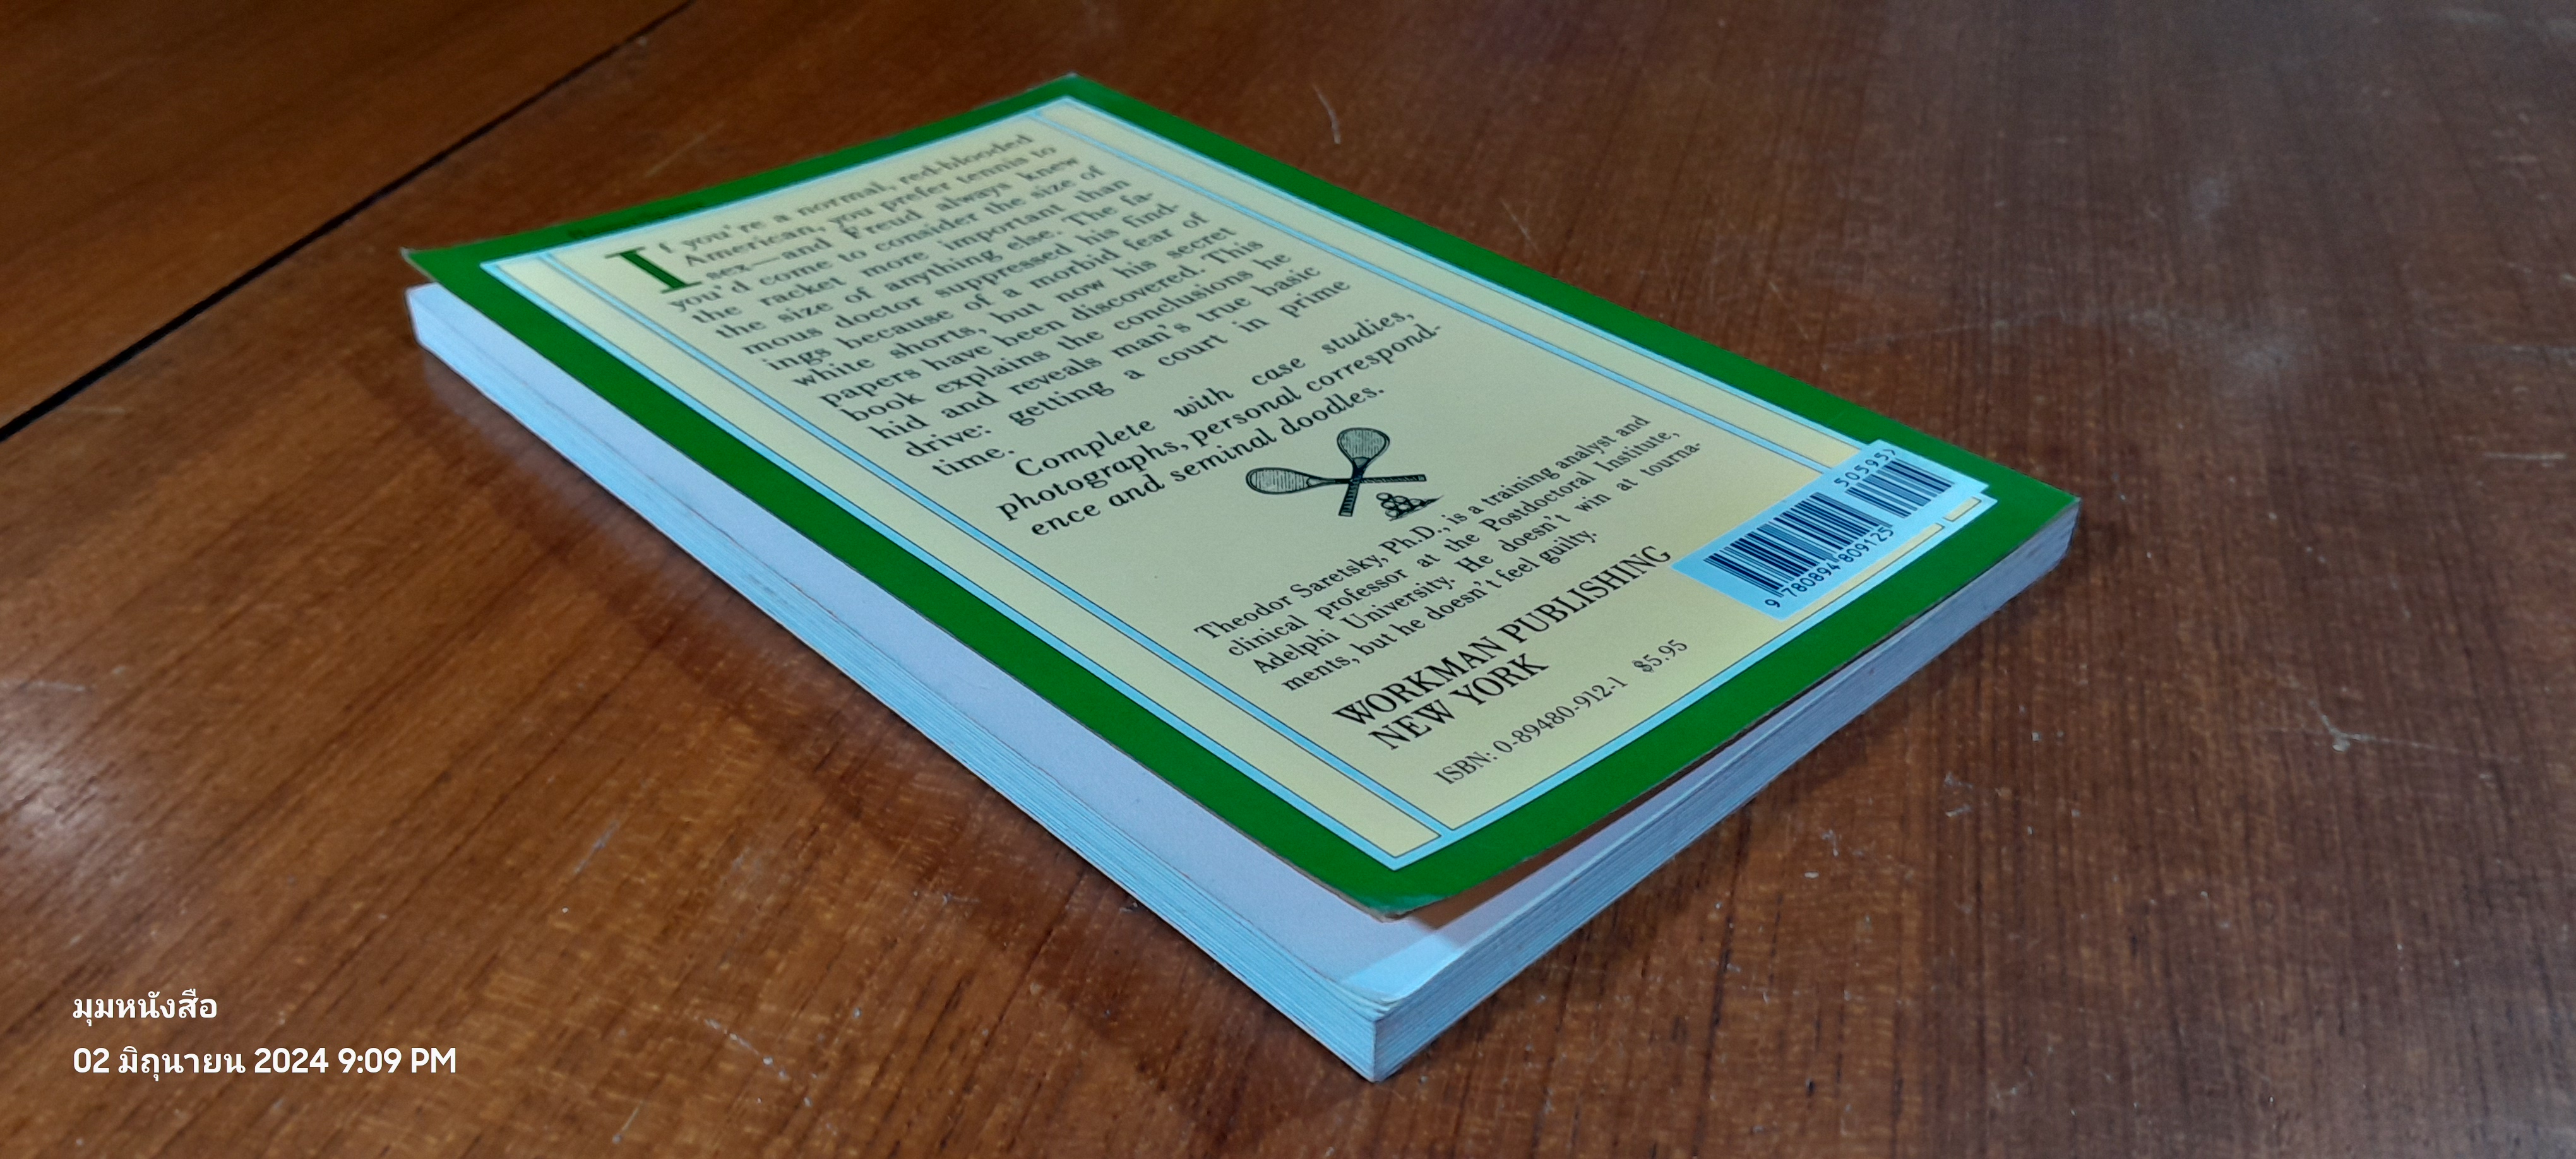 If you're a normal, red-blooded
American, you prefer tennis to
sex—and Freud always knew
you'd come to consider the size of
the racket more important than
the size of anything else. The fa-
mous doctor suppressed his find-
ings because of a morbid fear of
white shorts, but now his secret
papers have been discovered. This
book explains the conclusions he
hid and reveals man's true basic
drive: getting a court in prime
time.
Complete with case studies,
photographs, personal correspond-
ence and seminal doodles.
Theodor Saretsky, Ph.D., is a training analyst and
clinical professor at the Postdoctoral Institute,
Adelphi University. He doesn't win at tourna-
ments, but he doesn't feel guilty.
WORKMAN PUBLISHING
NEW YORK
ISBN: 0-89480-912-1 $5.95
50595>
9 780894 809125
มุมหนังสือ
02 มิถุนายน 2024 9:09 PM